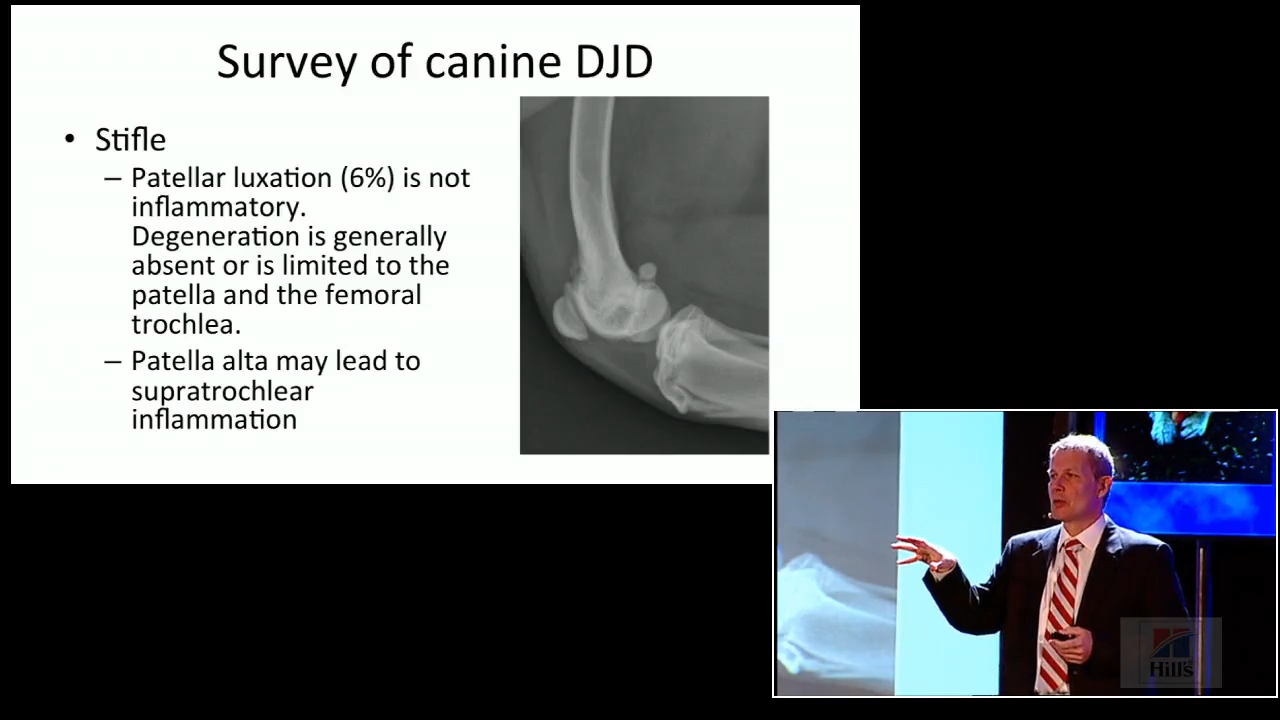 Survey of canine DJD
• Stifle
– Patellar luxation (6%) is not
inflammatory.
Degeneration is generally
absent or is limited to the
patella and the femoral
trochlea.
– Patella alta may lead to
supratrochlear
inflammation
Hill's